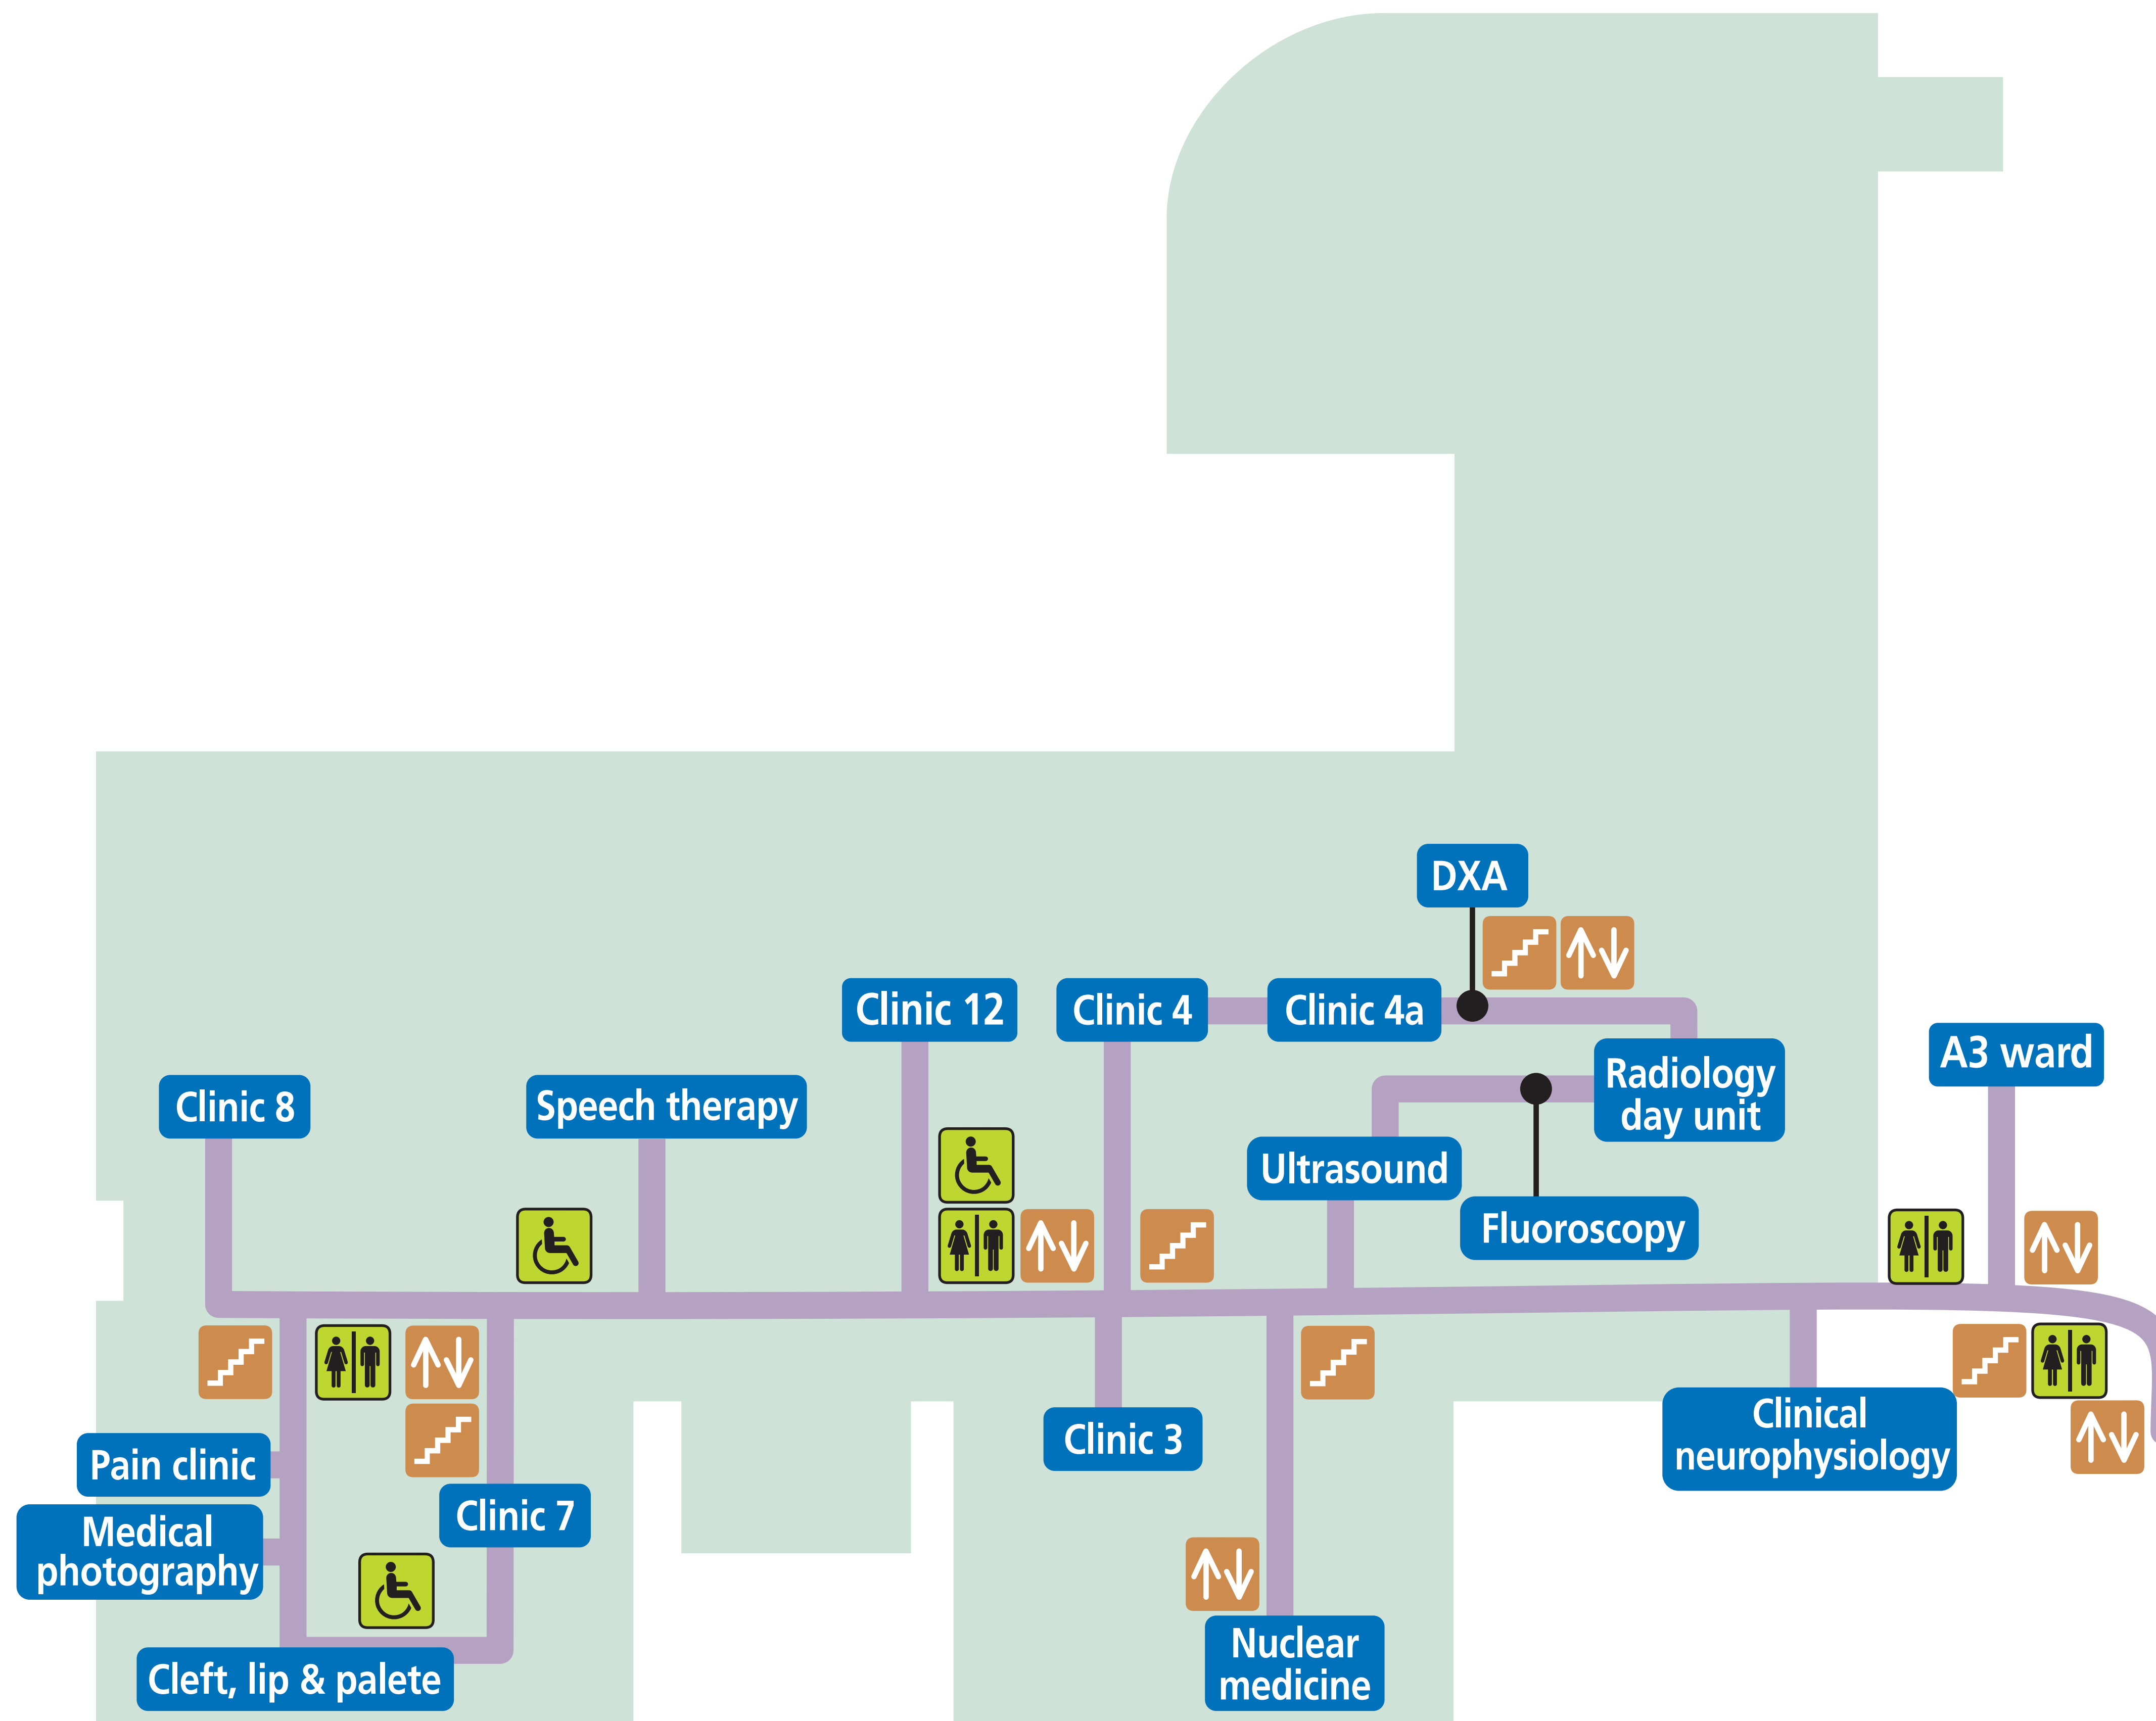 DXA
Clinic 12
Clinic 4
Clinic 4a
A3 ward
Radiology
day unit
Clinic 8
Speech therapy
Ultrasound
Fluoroscopy
Clinical
neurophysiology
Clinic 3
Pain clinic
Clinic 7
Medical
photography
Nuclear
medicine
Cleft, lip & palete